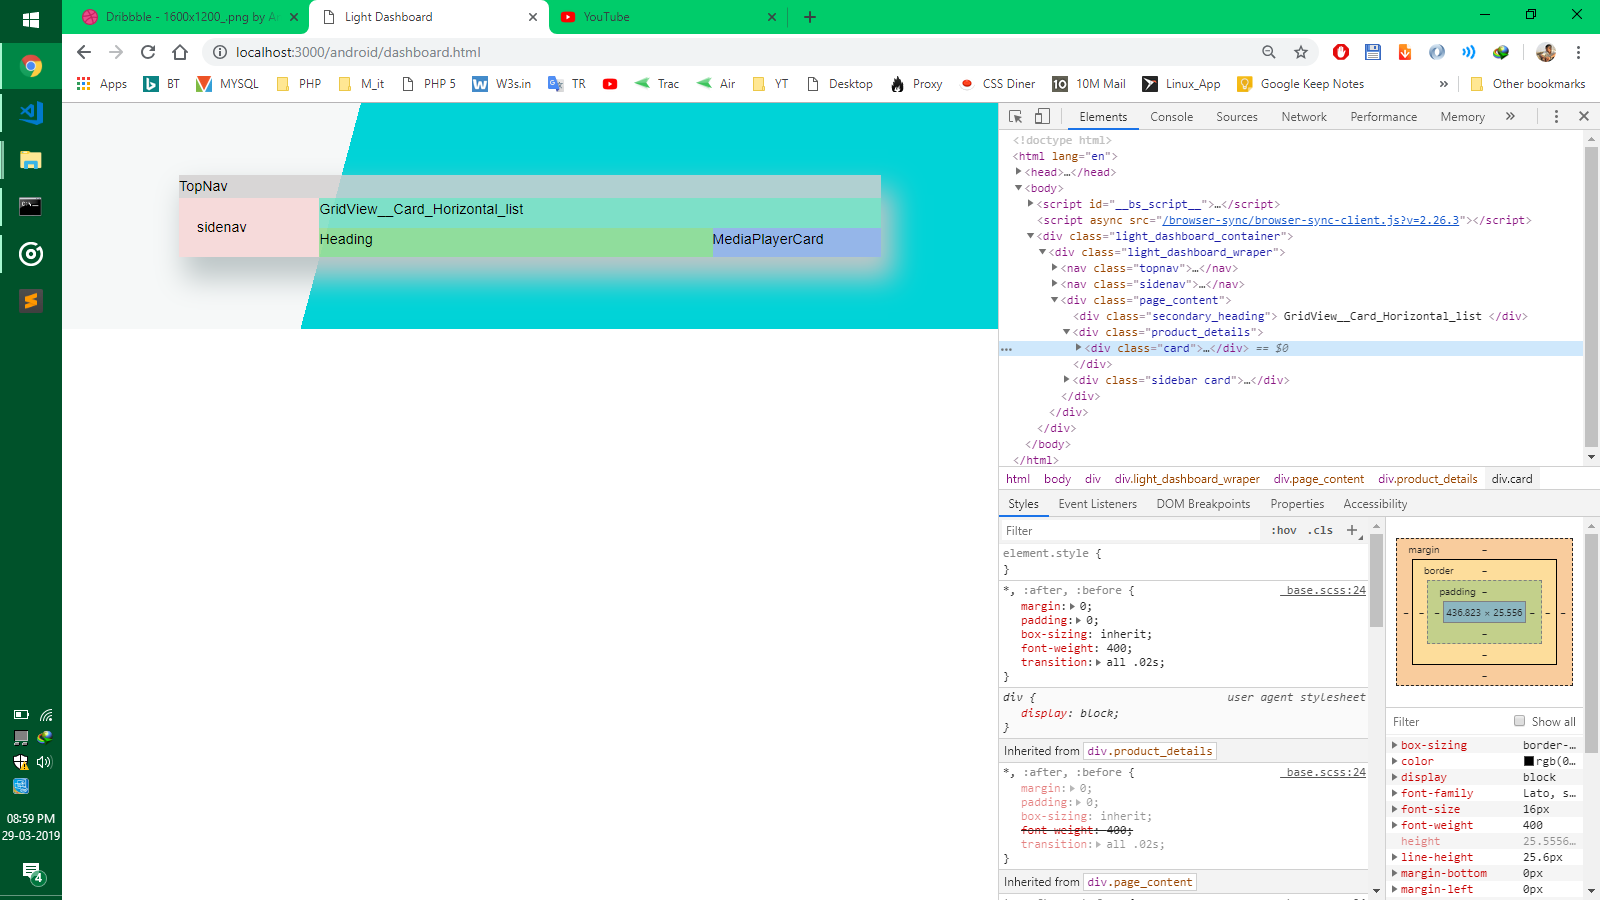 Dribbble - 1600x1200_.png by A
Light Dashboard
YouTube
localhost:3000/android/dashboard.html
Apps BT MYSQL PHP M_it PHP 5 W3s.in TR Trac Air YT Desktop Proxy CSS Diner 10M Mail Linux_App Google Keep Notes » Other bookmarks
TopNav
sidenav
GridView__Card_Horizontal_list
Heading
MediaPlayerCard
Elements Console Sources Network Performance Memory »
<!doctype html>
<html lang="en">
<head>…</head>
<body>
<script id="__bs_script__">…</script>
<script async src="/browser-sync/browser-sync-client.js?v=2.26.3"></script>
<div class="light_dashboard_container">
<div class="light_dashboard_wraper">
<nav class="topnav">…</nav>
<nav class="sidenav">…</nav>
<div class="page_content">
<div class="secondary_heading"> GridView__Card_Horizontal_list </div>
<div class="product_details">
<div class="card">…</div> == $0
</div>
<div class="sidebar card">…</div>
</div>
</div>
</div>
</body>
</html>
html body div div.light_dashboard_wraper div.page_content div.product_details div.card
Styles Event Listeners DOM Breakpoints Properties Accessibility
Filter :hov .cls +
element.style {
}
*, :after, :before { _base.scss:24
margin: 0;
padding: 0;
box-sizing: inherit;
font-weight: 400;
transition: all .02s;
}
div { user agent stylesheet
display: block;
}
Inherited from div.product_details
*, :after, :before { _base.scss:24
margin: 0;
padding: 0;
box-sizing: inherit;
font-weight: 400;
transition: all .02s;
}
Inherited from div.page_content
margin –
border –
padding –
– – – 436.823 × 25.556 – – –
–
–
–
Filter Show all
box-sizing border-…
color rgb(0…
display block
font-family Lato, s…
font-size 16px
font-weight 400
height 25.5556…
line-height 25.6px
margin-bottom 0px
margin-left 0px
08:59 PM
29-03-2019
4